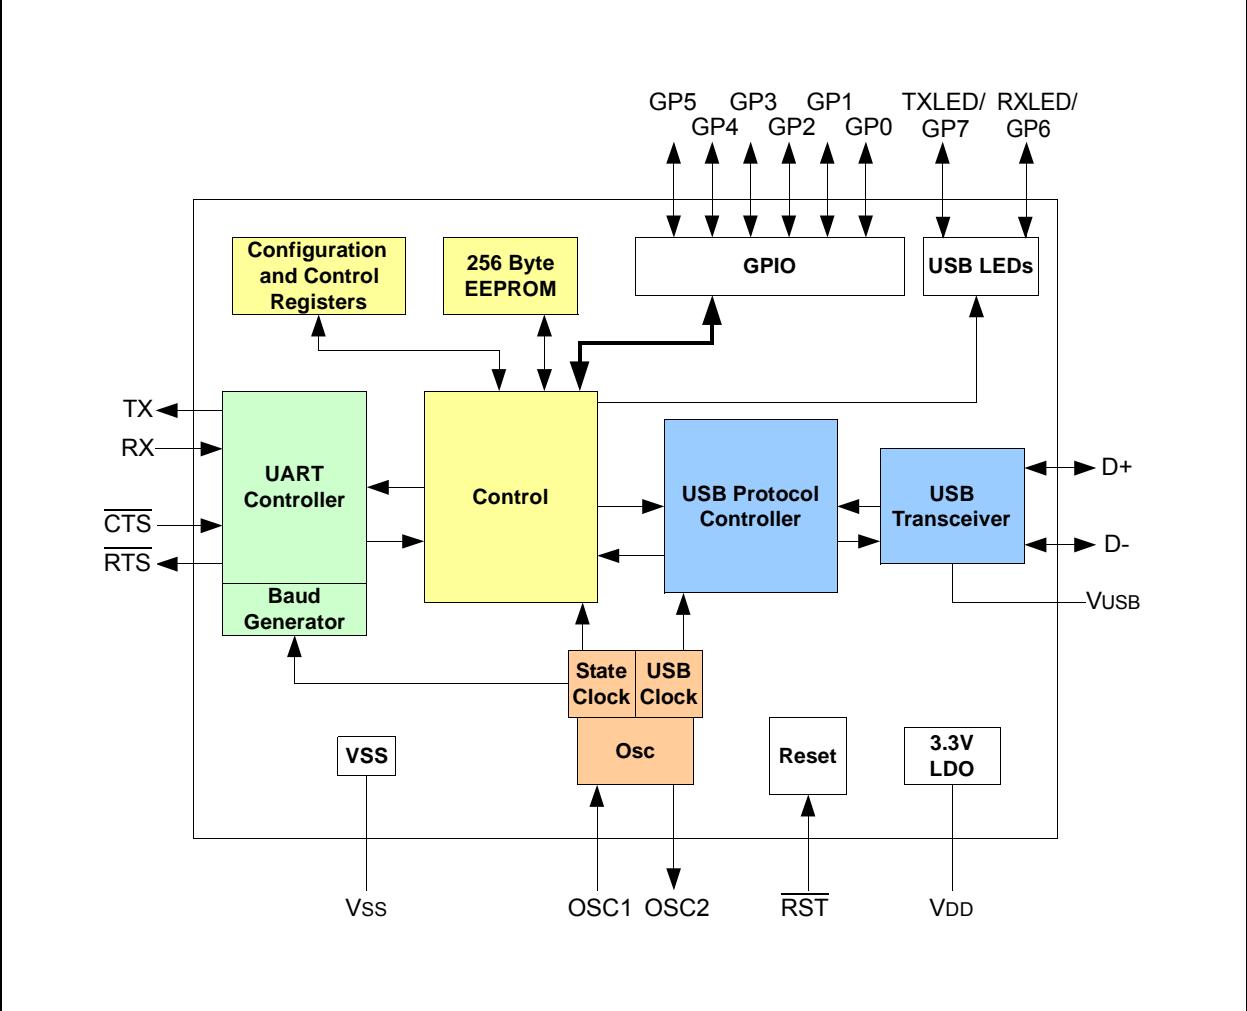 GP5 GP3 GP1 TXLED/ RXLED/
GP4 GP2 GP0 GP7 GP6
Configuration
and Control
Registers
256 Byte
EEPROM
GPIO
USB LEDs
TX
RX
CTS
RTS
UART
Controller
Baud
Generator
Control
USB Protocol
Controller
USB
Transceiver
D+
D-
VUSB
State
Clock
USB
Clock
Osc
VSS
Reset
3.3V
LDO
VSS
OSC1
OSC2
RST
VDD